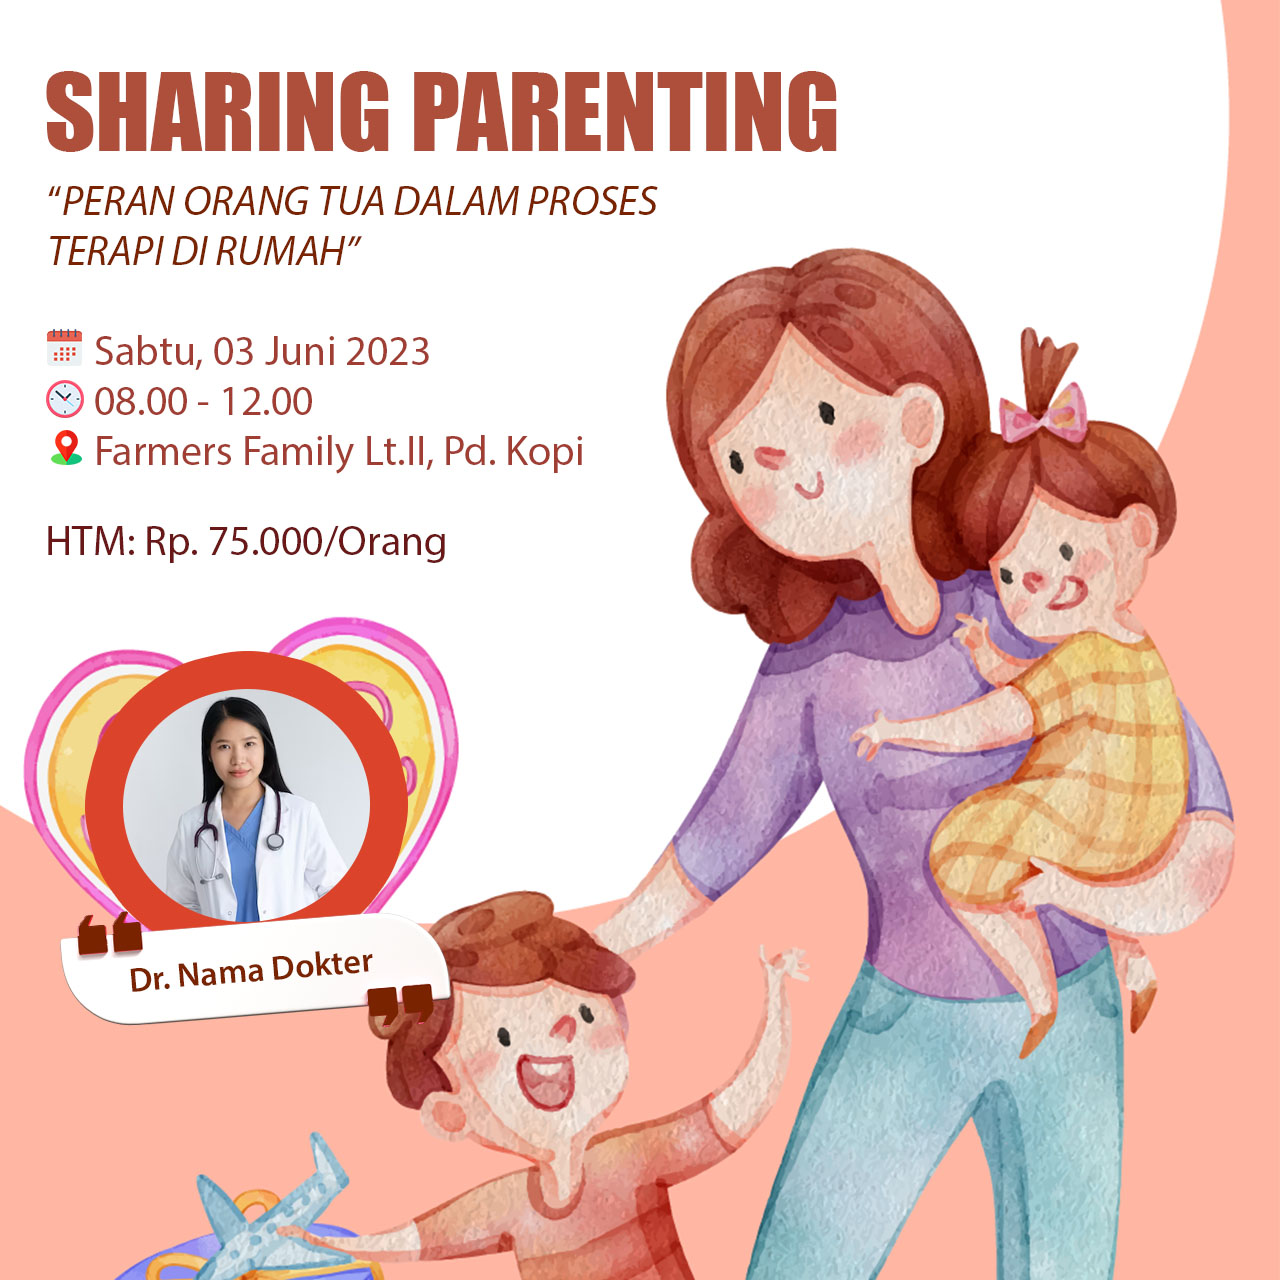 SHARING PARENTING
“PERAN ORANG TUA DALAM PROSES
TERAPI DI RUMAH”
Sabtu, 03 Juni 2023
08.00 - 12.00
Farmers Family Lt.II, Pd. Kopi
HTM: Rp. 75.000/Orang
Dr. Nama Dokter